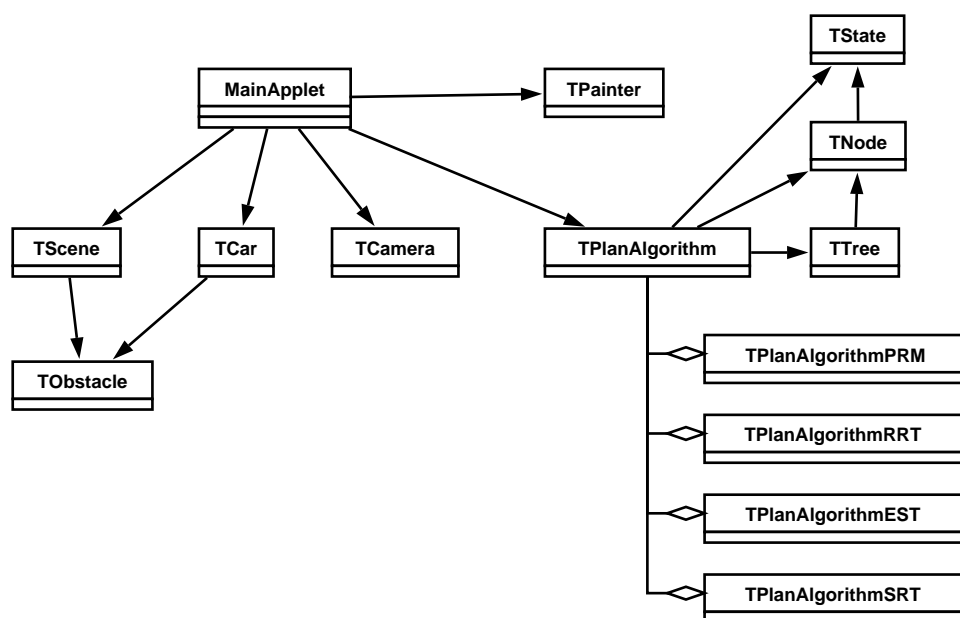 TState
MainApplet
TPainter
TNode
TScene
TCar
TCamera
TPlanAlgorithm
TTree
TObstacle
TPlanAlgorithmPRM
TPlanAlgorithmRRT
TPlanAlgorithmEST
TPlanAlgorithmSRT